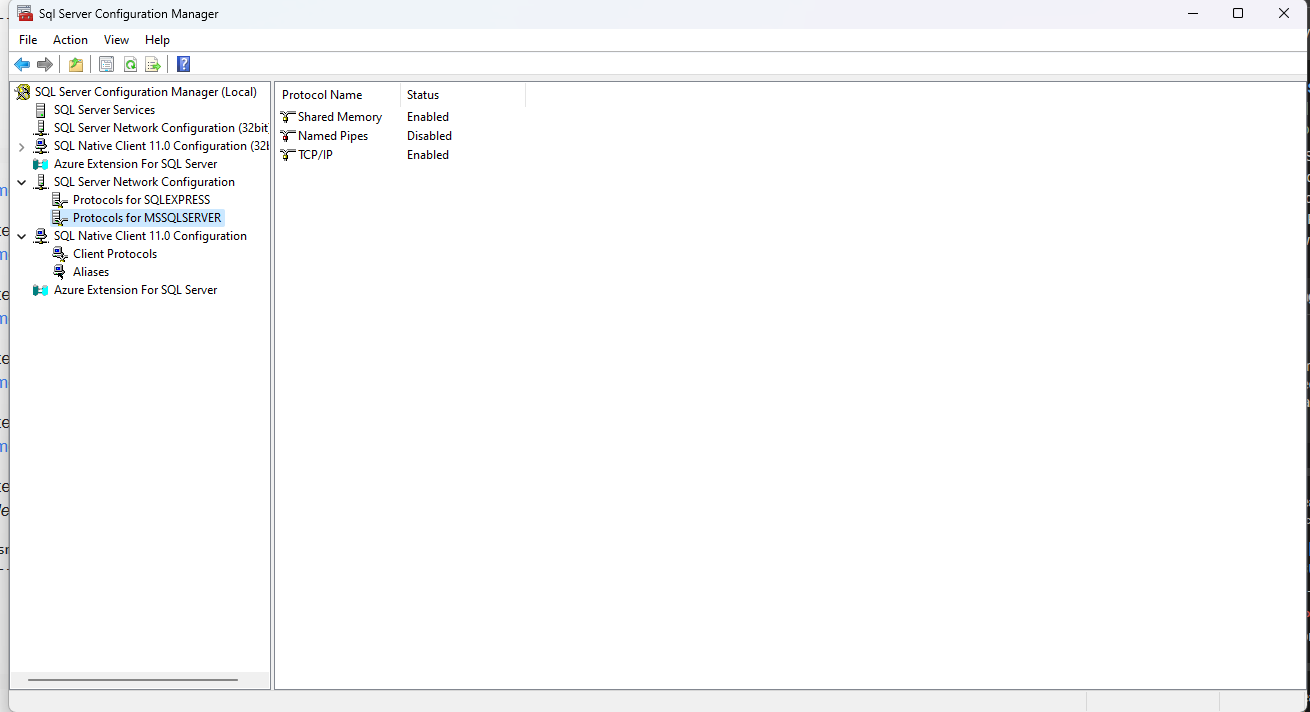 Sql Server Configuration Manager
File Action View Help
SQL Server Configuration Manager (Local)
SQL Server Services
SQL Server Network Configuration (32bit
SQL Native Client 11.0 Configuration (32
Azure Extension For SQL Server
SQL Server Network Configuration
Protocols for SQLEXPRESS
Protocols for MSSQLSERVER
SQL Native Client 11.0 Configuration
Client Protocols
Aliases
Azure Extension For SQL Server
Protocol Name Status
Shared Memory Enabled
Named Pipes Disabled
TCP/IP Enabled